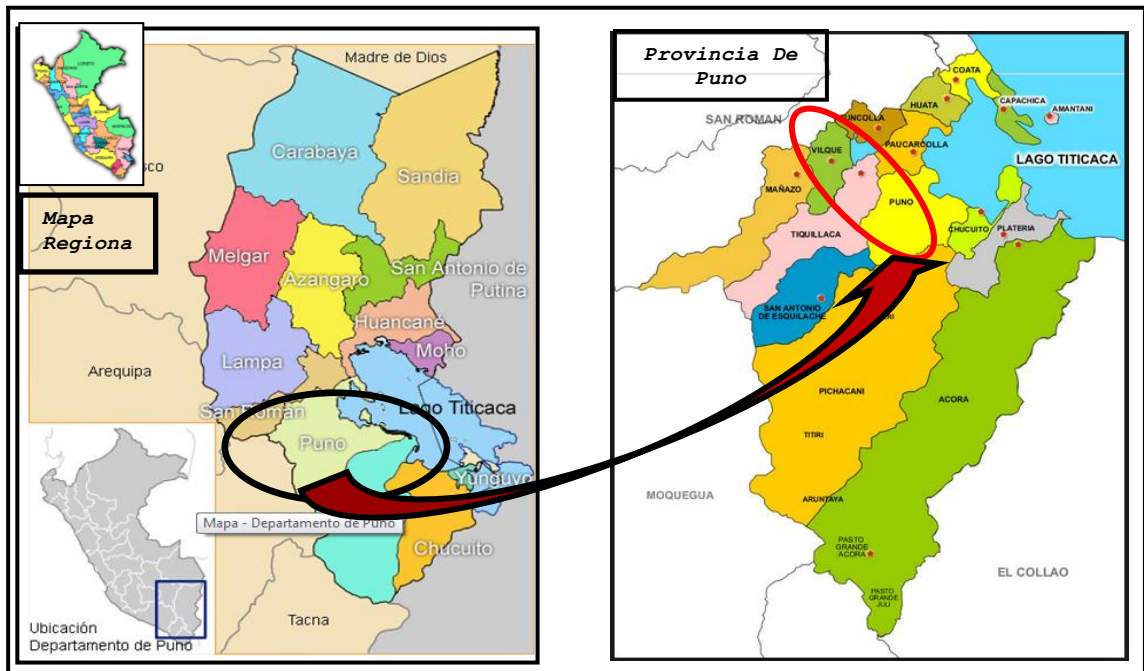 Mapa
Regiona
Madre de Dios
sco
Carabaya
Sandia
Melgar
Azangaro
San Antonio de
Putina
Huancané
Moho
Lampa
Arequipa
San Román
Lago Titicaca
Puno
Yunguyo
Mapa - Departamento de Puno
Chucuito
Tacna
Ubicación
Departamento de Puno
Provincia De
Puno
COATA
HUATA
CAPACHICA
AMANTANI
SAN ROMAN
TUNCOLLA
VILQUE
PAUCARCOLLA
LAGO TITICACA
MAÑAZO
PUNO
CHUCUITO
PLATERIA
TIQUILLACA
SAN ANTONIO
DE ESQUILACHE
RI
PICHACANI
ACORA
TITIRI
MOQUEGUA
ARUNTAYA
PASTO
GRANDE
ACORA
EL COLLAO
PASTO
GRANDE
JULI